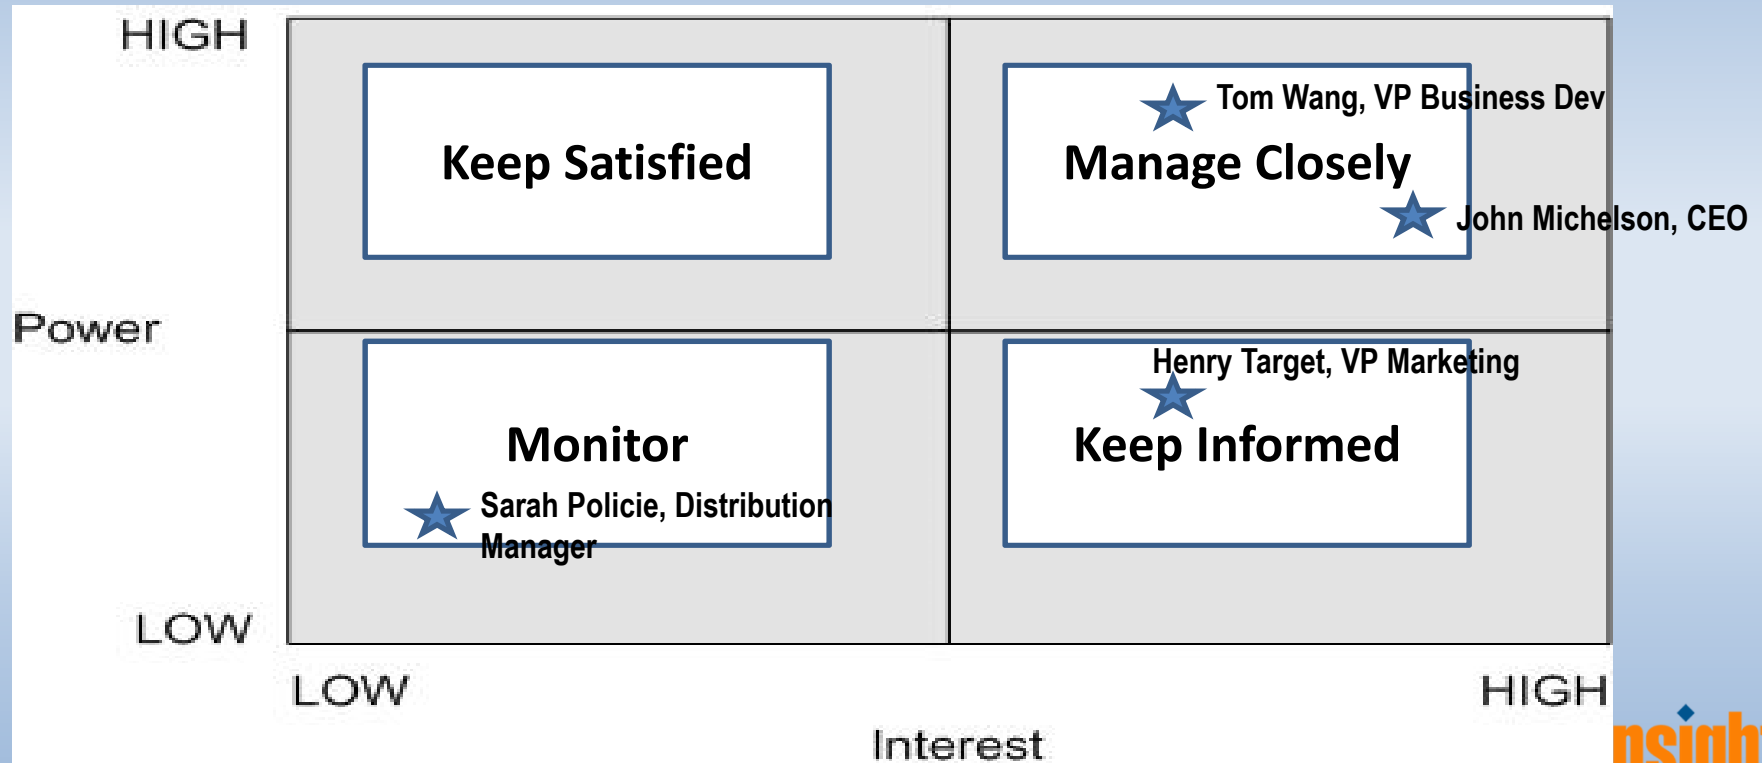 HIGH
Tom Wang, VP Business Dev
Keep Satisfied
Manage Closely
John Michelson, CEO
Power
Henry Target, VP Marketing
Monitor
Keep Informed
Sarah Policie, Distribution
Manager
LOW
LOW
HIGH
Interest